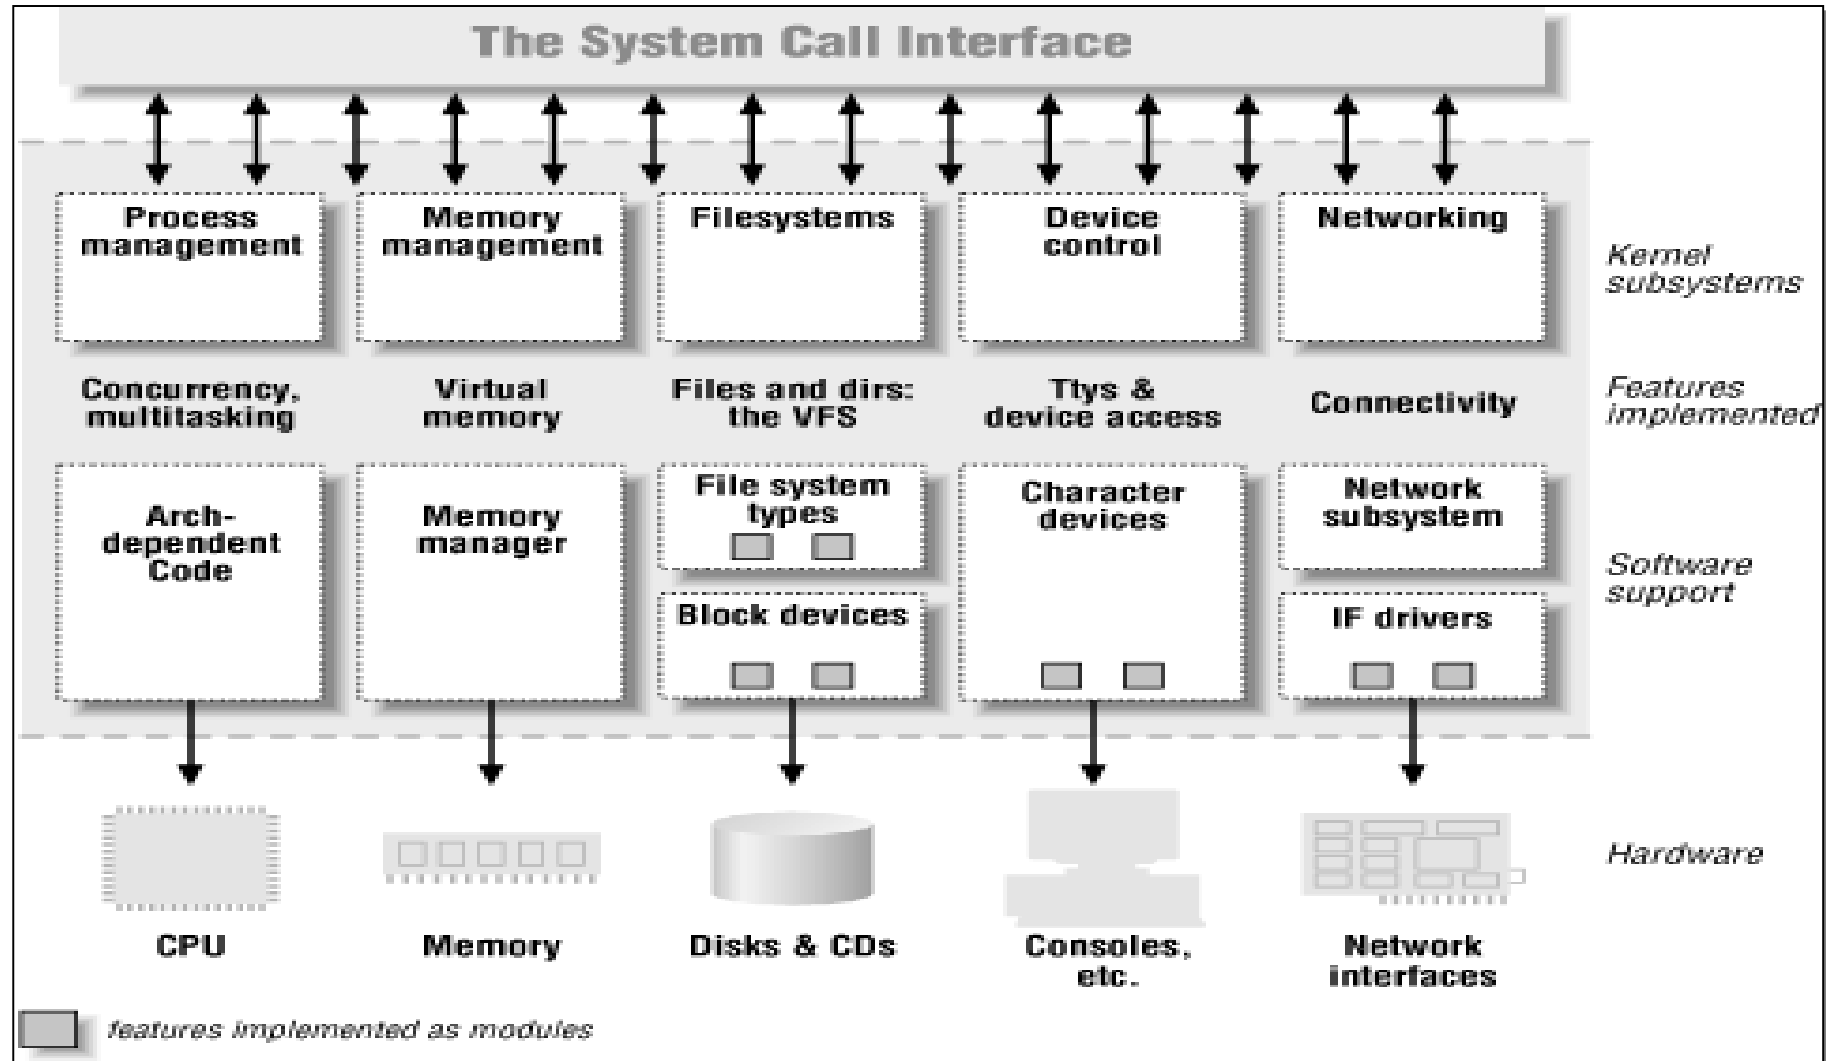 The System Call Interface
Process
management
Memory
management
Filesystems
Device
control
Networking
Kernel
subsystems
Concurrency,
multitasking
Virtual
memory
Files and dirs:
the VFS
Ttys &
device access
Connectivity
Features
implemented
Arch-
dependent
Code
Memory
manager
File system
types
Block devices
Character
devices
Network
subsystem
IF drivers
Software
support
Hardware
CPU
Memory
Disks & CDs
Consoles,
etc.
Network
interfaces
features implemented as modules